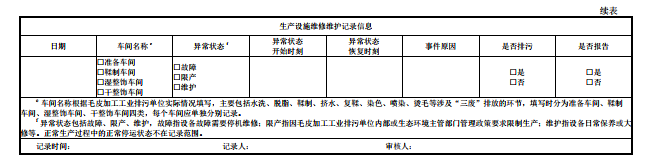 续表
生产设施维修维护记录信息
日期 车间名称e 异常状态f 异常状态开始时刻 异常状态恢复时刻 事件原因 是否排污 是否报告
□准备车间
□鞣制车间
□湿整饰车间
□干整饰车间
□故障
□限产
□维护
□是
□否
□是
□否
e 车间名称根据毛皮加工工业排污单位实际情况填写,主要包括水洗、脱脂、鞣制、挤水、复鞣、染色、喷染、烫毛等涉及“三废”排放的环节,填写时分为准备车间、鞣制
车间、湿整饰车间、干整饰车间四类,每个车间应单独分别记录。
f 异常状态包括故障、限产、维护,故障指设备故障需要停机维修;限产指因毛皮加工工业排污单位内部或生态环境主管部门管理政策要求限制生产;维护指设备日常保养或大
修等。正常生产过程中的正常停运状态不在记录范围。
记录时间: 记录人: 审核人: